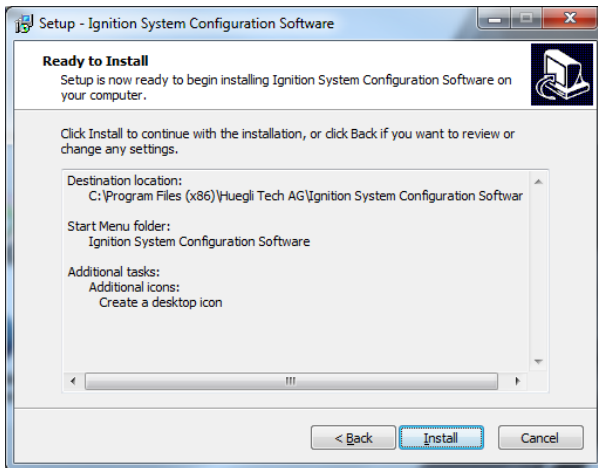 Setup - Ignition System Configuration Software
Ready to Install
Setup is now ready to begin installing Ignition System Configuration Software on
your computer.
Click Install to continue with the installation, or click Back if you want to review or
change any settings.
Destination location:
C:\Program Files (x86)\Huegli Tech AG\Ignition System Configuration Softwar
Start Menu folder:
Ignition System Configuration Software
Additional tasks:
Additional icons:
Create a desktop icon
< Back Install Cancel